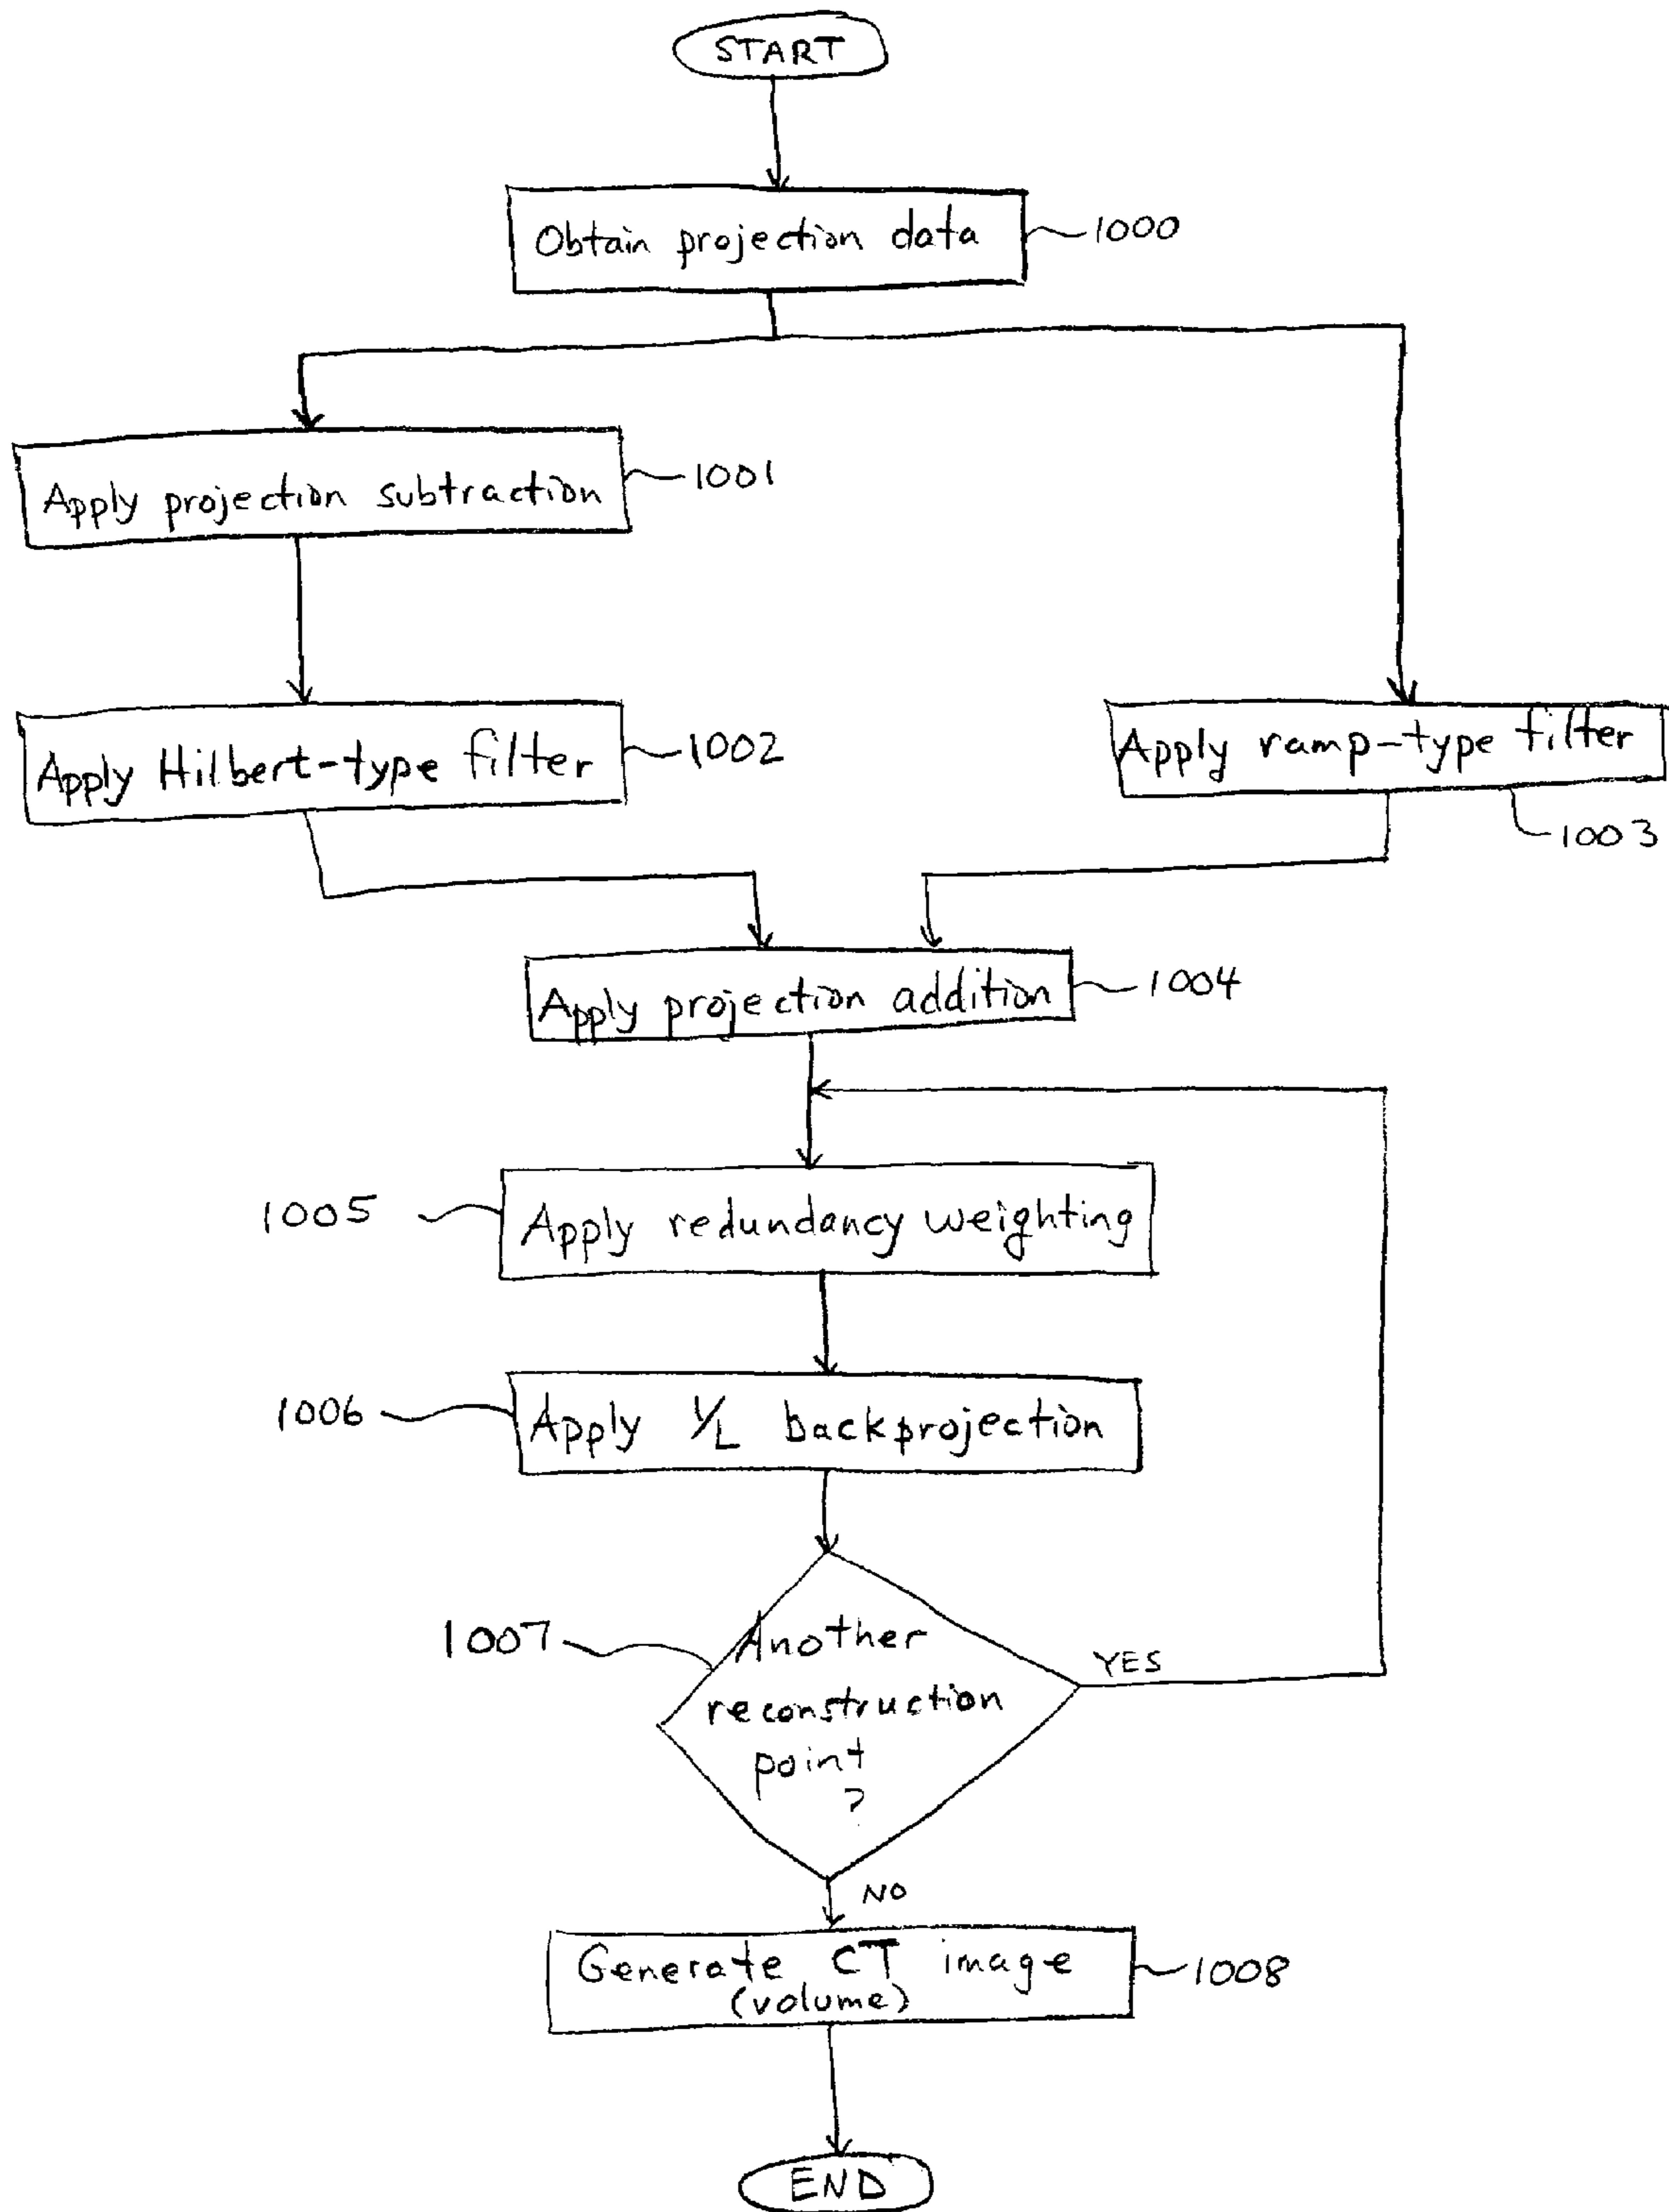 START
Obtain projection data
1000
Apply projection subtraction
1001
Apply Hilbert-type filter
1002
Apply ramp-type filter
1003
Apply projection addition
1004
1005
Apply redundancy weighting
1006
Apply 1/L backprojection
1007
Another
reconstruction
point
?
YES
NO
Generate CT image
(volume)
1008
END